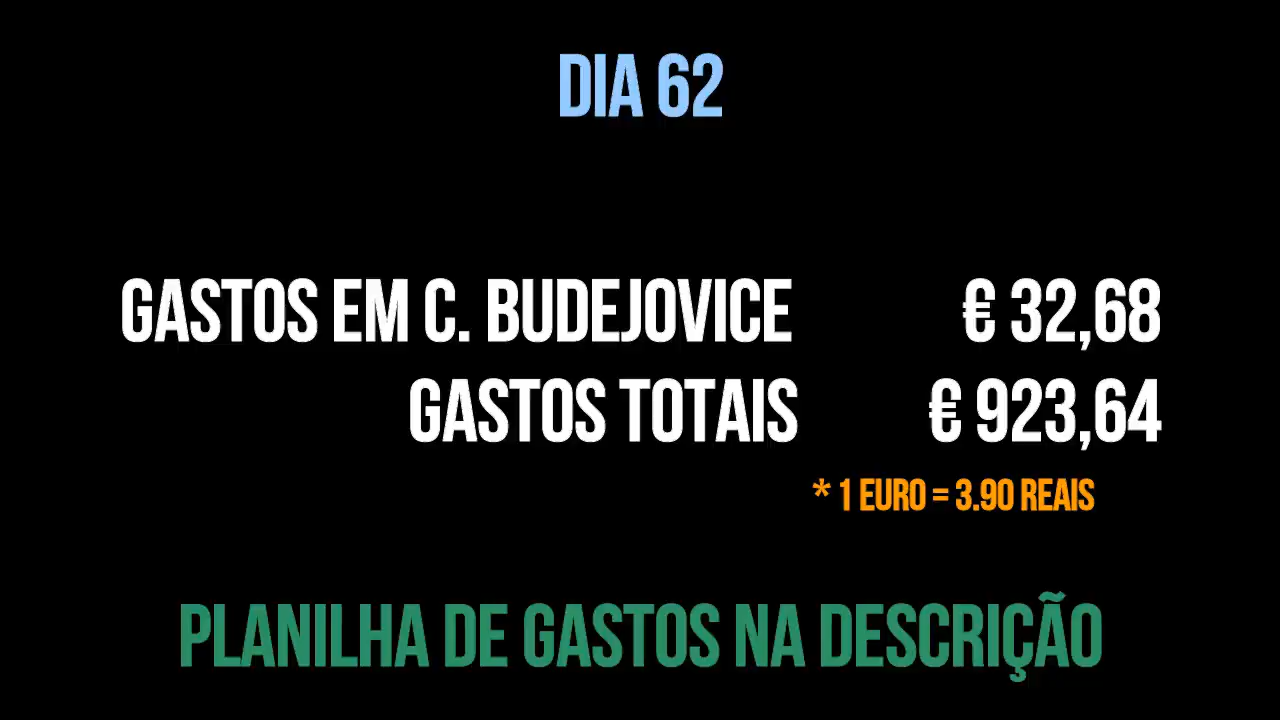 DIA 62
GASTOS EM C. BUDEJOVICE € 32,68
GASTOS TOTAIS € 923,64
* 1 EURO = 3.90 REAIS
PLANILHA DE GASTOS NA DESCRIÇÃO